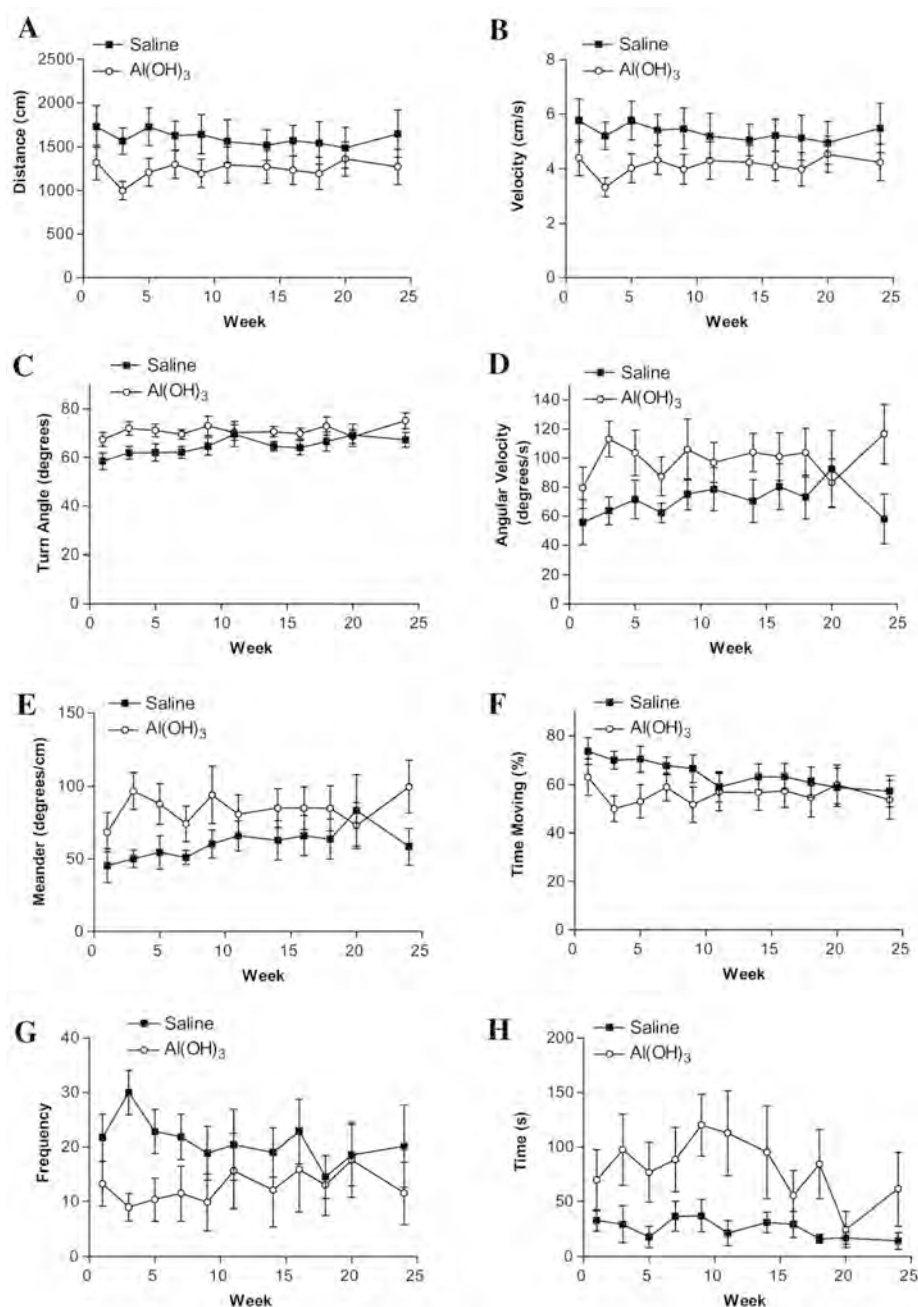 A
Saline
Al(OH)3
Distance (cm)
2500
2000
1500
1000
500
0
0 5 10 15 20 25
Week
B
Saline
Al(OH)3
Velocity (cm/s)
8
6
4
2
0
0 5 10 15 20 25
Week
C
Saline
Al(OH)3
Turn Angle (degrees)
80
60
40
20
0
0 5 10 15 20 25
Week
D
Saline
Al(OH)3
Angular Velocity
(degrees/s)
140
120
100
80
60
40
20
0
0 5 10 15 20 25
Week
E
Saline
Al(OH)3
Meander (degrees/cm)
150
100
50
0
0 5 10 15 20 25
Week
F
Saline
Al(OH)3
Time Moving (%)
80
60
40
20
0
0 5 10 15 20 25
Week
G
Saline
Al(OH)3
Frequency
40
30
20
10
0
0 5 10 15 20 25
Week
H
Saline
Al(OH)3
Time (s)
200
150
100
50
0
0 5 10 15 20 25
Week